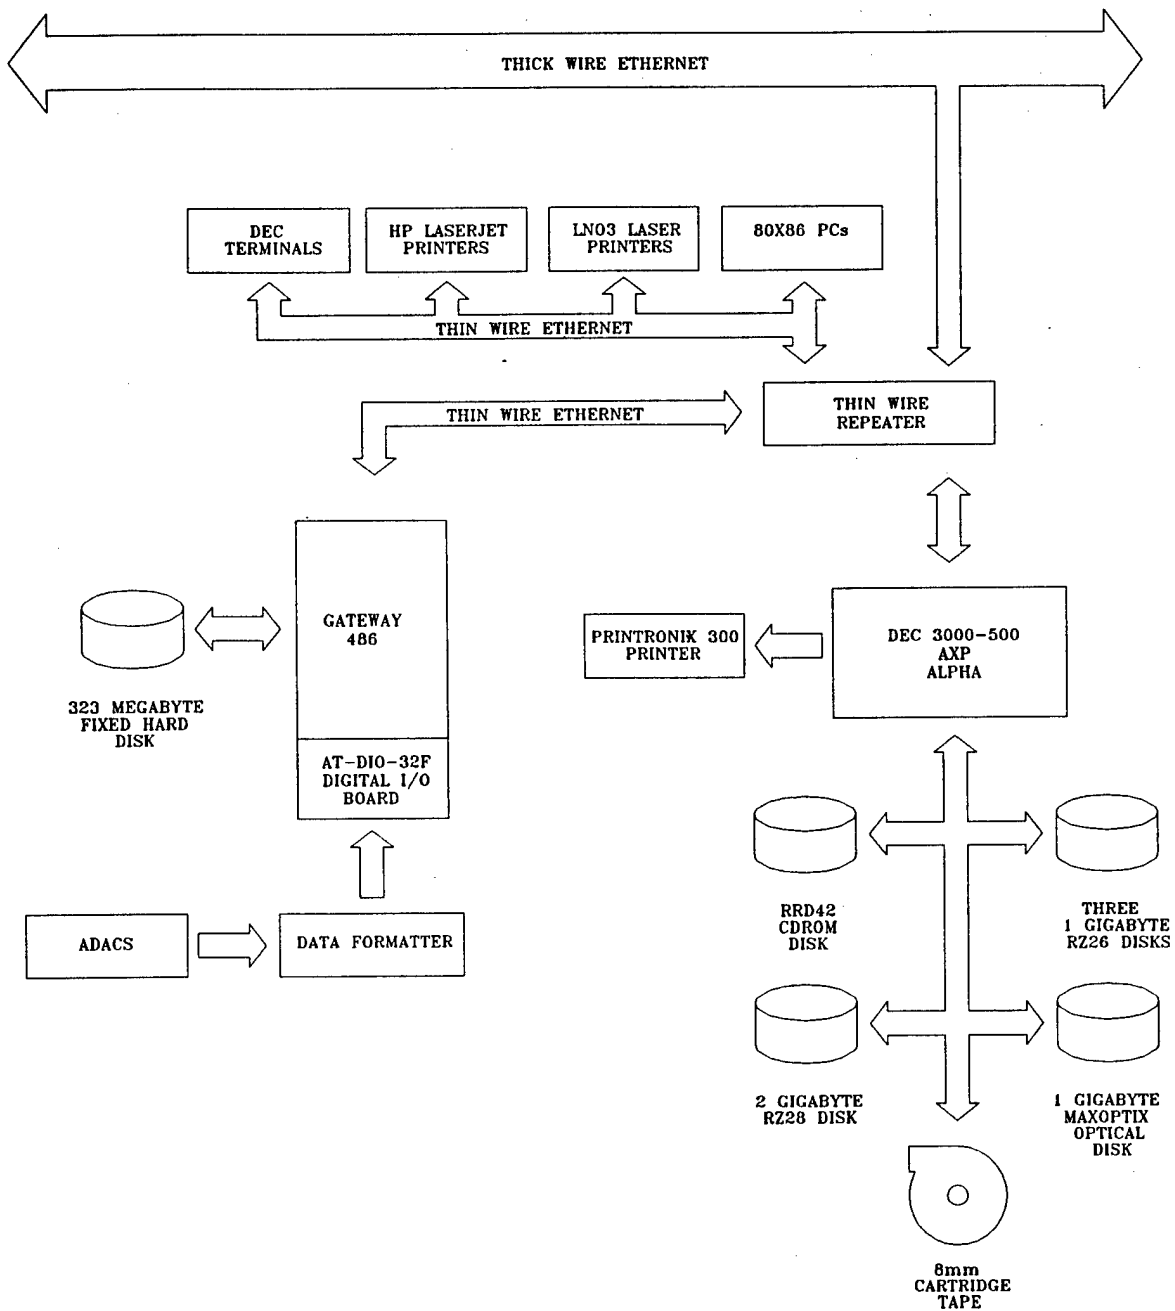 THICK WIRE ETHERNET
DEC
TERMINALS
HP LASERJET
PRINTERS
LN03 LASER
PRINTERS
80X86 PCs
THIN WIRE ETHERNET
THIN WIRE ETHERNET
THIN WIRE
REPEATER
GATEWAY
486
323 MEGABYTE
FIXED HARD
DISK
AT-DIO-32F
DIGITAL I/O
BOARD
ADACS
DATA FORMATTER
PRINTRONIK 300
PRINTER
DEC 3000-500
AXP
ALPHA
RRD42
CDROM
DISK
THREE
1 GIGABYTE
RZ26 DISKS
2 GIGABYTE
RZ28 DISK
1 GIGABYTE
MAXOPTIX
OPTICAL
DISK
8mm
CARTRIDGE
TAPE